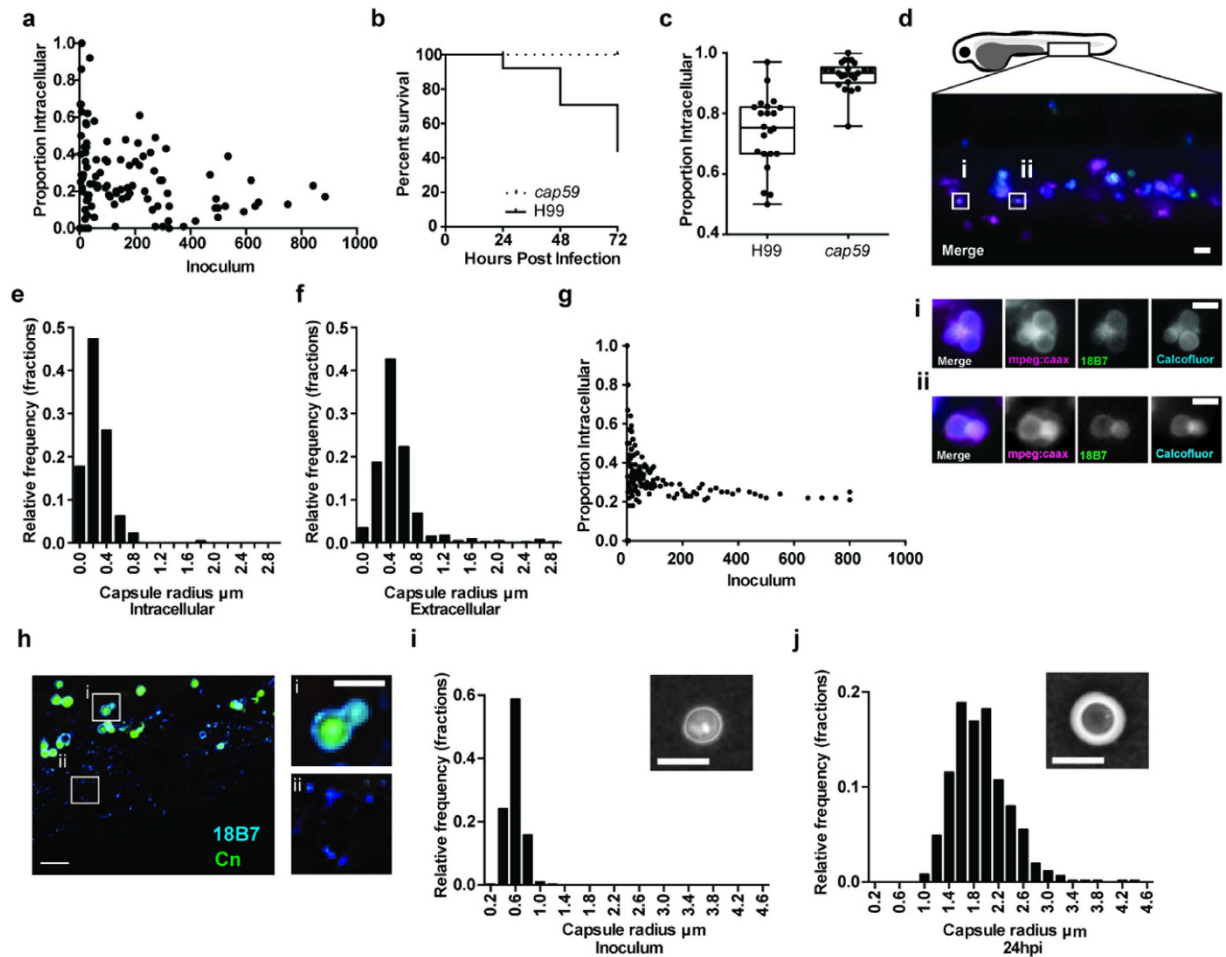 a
1.0
0.8
0.6
0.4
0.2
0.0
0 200 400 600 800 1000
Proportion Intracellular
Inoculum
b
100
80
60
40
20
0
0 24 48 72
Percent survival
cap59
H99
Hours Post Infection
c
1.0
0.8
0.6
0.4
Proportion Intracellular
H99 cap59
d
i ii
Merge
i
Merge mpeg:caax 18B7 Calcofluor
ii
Merge mpeg:caax 18B7 Calcofluor
e
0.5
0.4
0.3
0.2
0.1
0.0
Relative frequency (fractions)
0.0 0.4 0.8 1.2 1.6 2.0 2.4 2.8
Capsule radius µm
Intracellular
f
0.5
0.4
0.3
0.2
0.1
0.0
Relative frequency (fractions)
0.0 0.4 0.8 1.2 1.6 2.0 2.4 2.8
Capsule radius µm
Extracellular
g
1.0
0.8
0.6
0.4
0.2
0.0
Proportion Intracellular
0 200 400 600 800 1000
Inoculum
h
i
ii
18B7
Cn
i
ii
i
0.6
0.4
0.2
0.0
Relative frequency (fractions)
0.2 0.6 1.0 1.4 1.8 2.2 2.6 3.0 3.4 3.8 4.2 4.6
Capsule radius µm
Inoculum
j
0.2
0.1
0.0
Relative frequency (fractions)
0.2 0.6 1.0 1.4 1.8 2.2 2.6 3.0 3.4 3.8 4.2 4.6
Capsule radius µm
24hpi